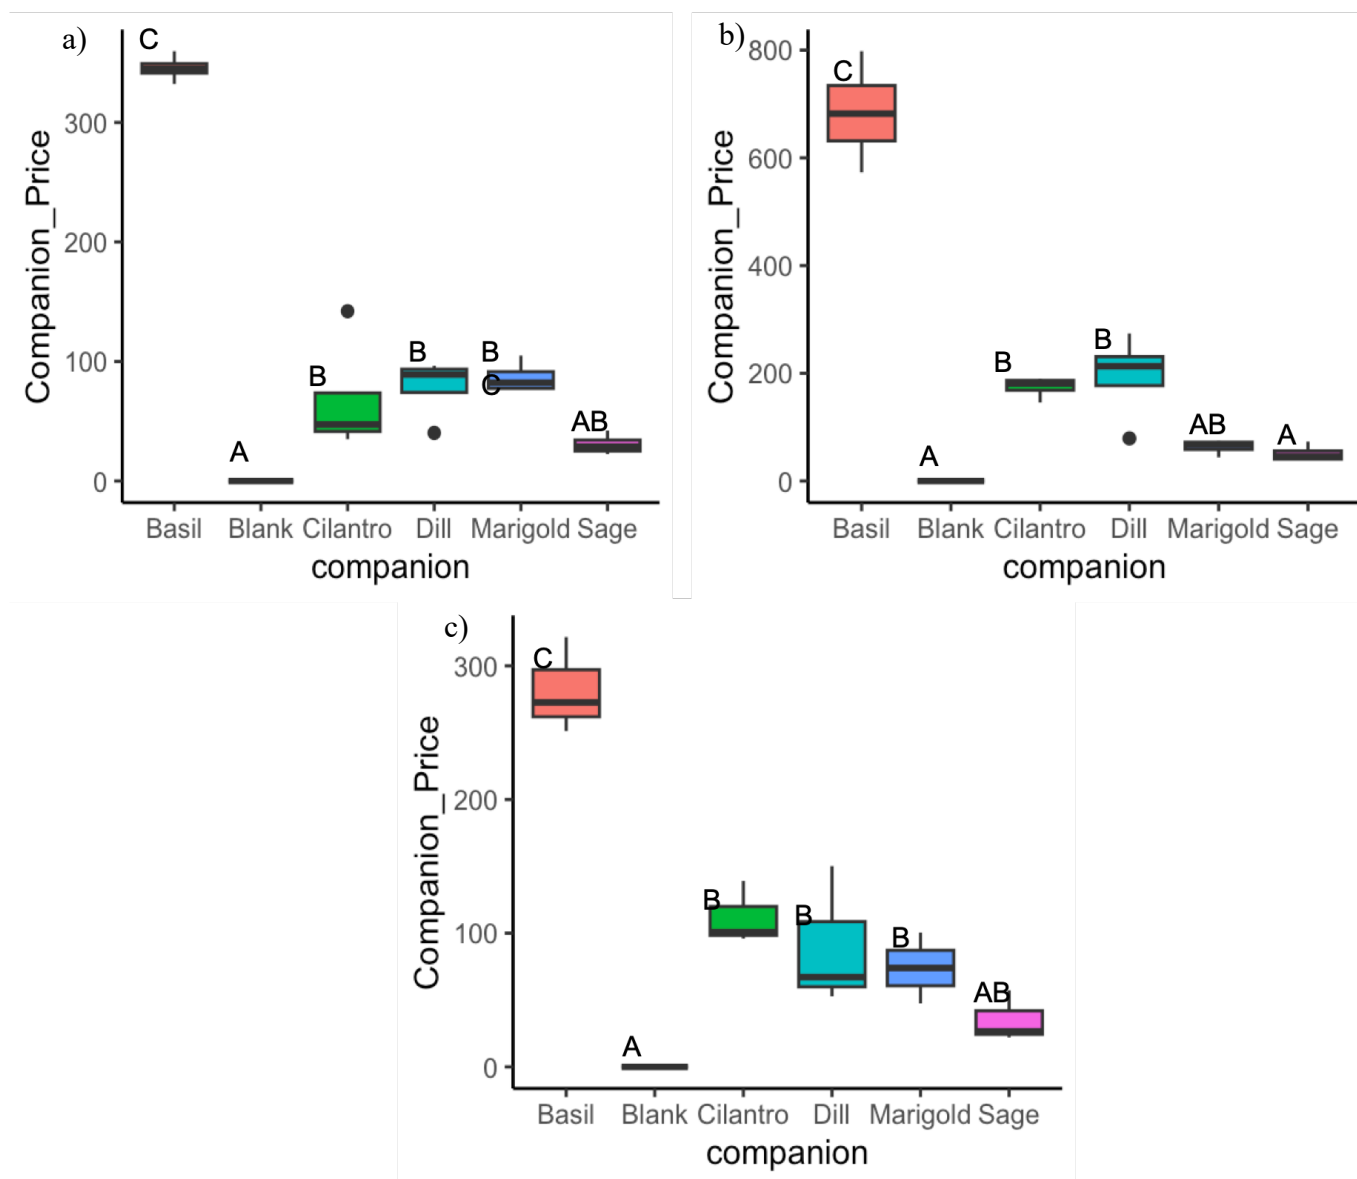 a)
Companion_Price
300
200
100
0
C
A
B
B
B
C
AB
Basil Blank Cilantro Dill Marigold Sage
companion
b)
Companion_Price
800
600
400
200
0
C
A
B
B
AB
A
Basil Blank Cilantro Dill Marigold Sage
companion
c)
Companion_Price
300
200
100
0
C
A
B
B
B
AB
Basil Blank Cilantro Dill Marigold Sage
companion